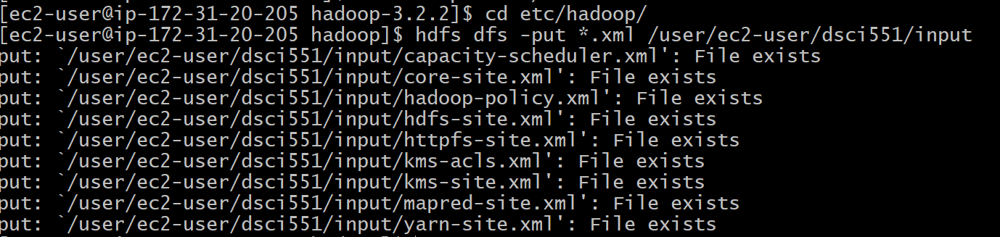 [ec2-user@ip-172-31-20-205 hadoop-3.2.2]$ cd etc/hadoop/
[ec2-user@ip-172-31-20-205 hadoop]$ hdfs dfs -put *.xml /user/ec2-user/dsci551/input
put: `/user/ec2-user/dsci551/input/capacity-scheduler.xml': File exists
put: `/user/ec2-user/dsci551/input/core-site.xml': File exists
put: `/user/ec2-user/dsci551/input/hadoop-policy.xml': File exists
put: `/user/ec2-user/dsci551/input/hdfs-site.xml': File exists
put: `/user/ec2-user/dsci551/input/httpfs-site.xml': File exists
put: `/user/ec2-user/dsci551/input/kms-acls.xml': File exists
put: `/user/ec2-user/dsci551/input/kms-site.xml': File exists
put: `/user/ec2-user/dsci551/input/mapred-site.xml': File exists
put: `/user/ec2-user/dsci551/input/yarn-site.xml': File exists